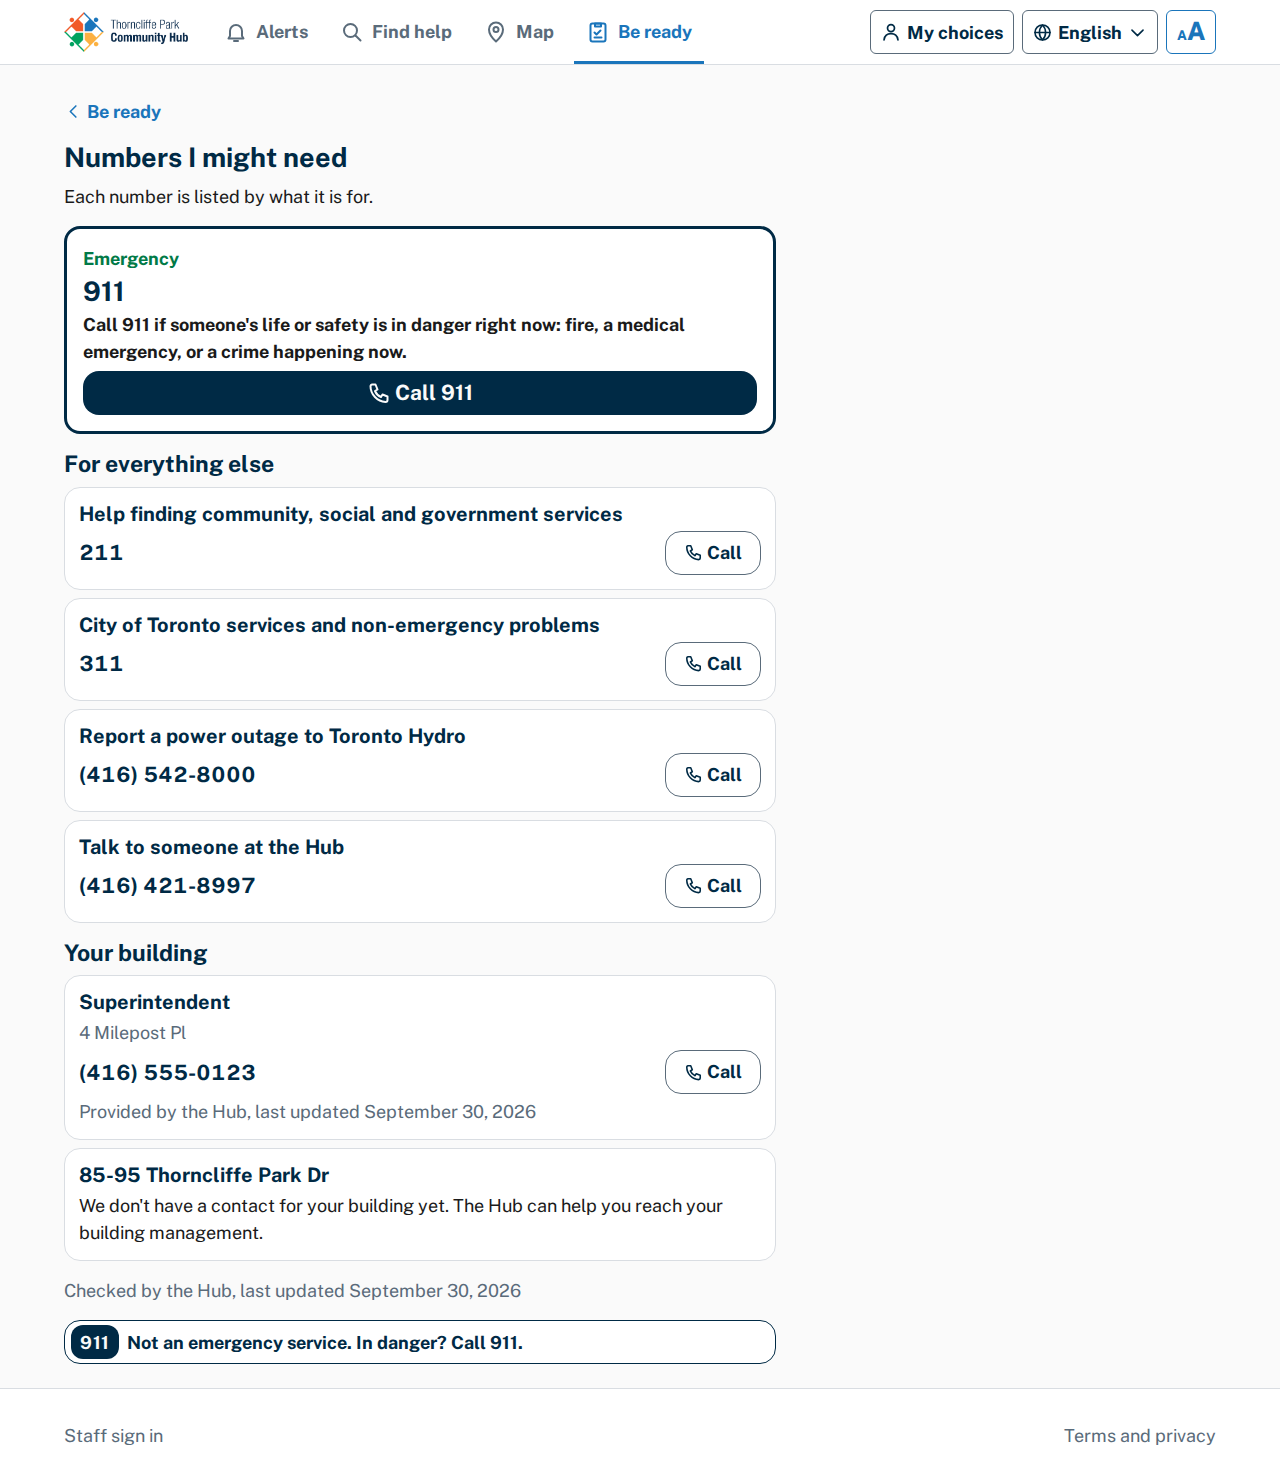 Thorncliffe Park
Community Hub
Alerts
Find help
Map
Be ready
My choices
English
AA
Be ready
Numbers I might need
Each number is listed by what it is for.
Emergency
911
Call 911 if someone's life or safety is in danger right now: fire, a medical
emergency, or a crime happening now.
Call 911
For everything else
Help finding community, social and government services
211
Call
City of Toronto services and non-emergency problems
311
Call
Report a power outage to Toronto Hydro
(416) 542-8000
Call
Talk to someone at the Hub
(416) 421-8997
Call
Your building
Superintendent
4 Milepost Pl
(416) 555-0123
Call
Provided by the Hub, last updated September 30, 2026
85-95 Thorncliffe Park Dr
We don't have a contact for your building yet. The Hub can help you reach your
building management.
Checked by the Hub, last updated September 30, 2026
911 Not an emergency service. In danger? Call 911.
Staff sign in
Terms and privacy